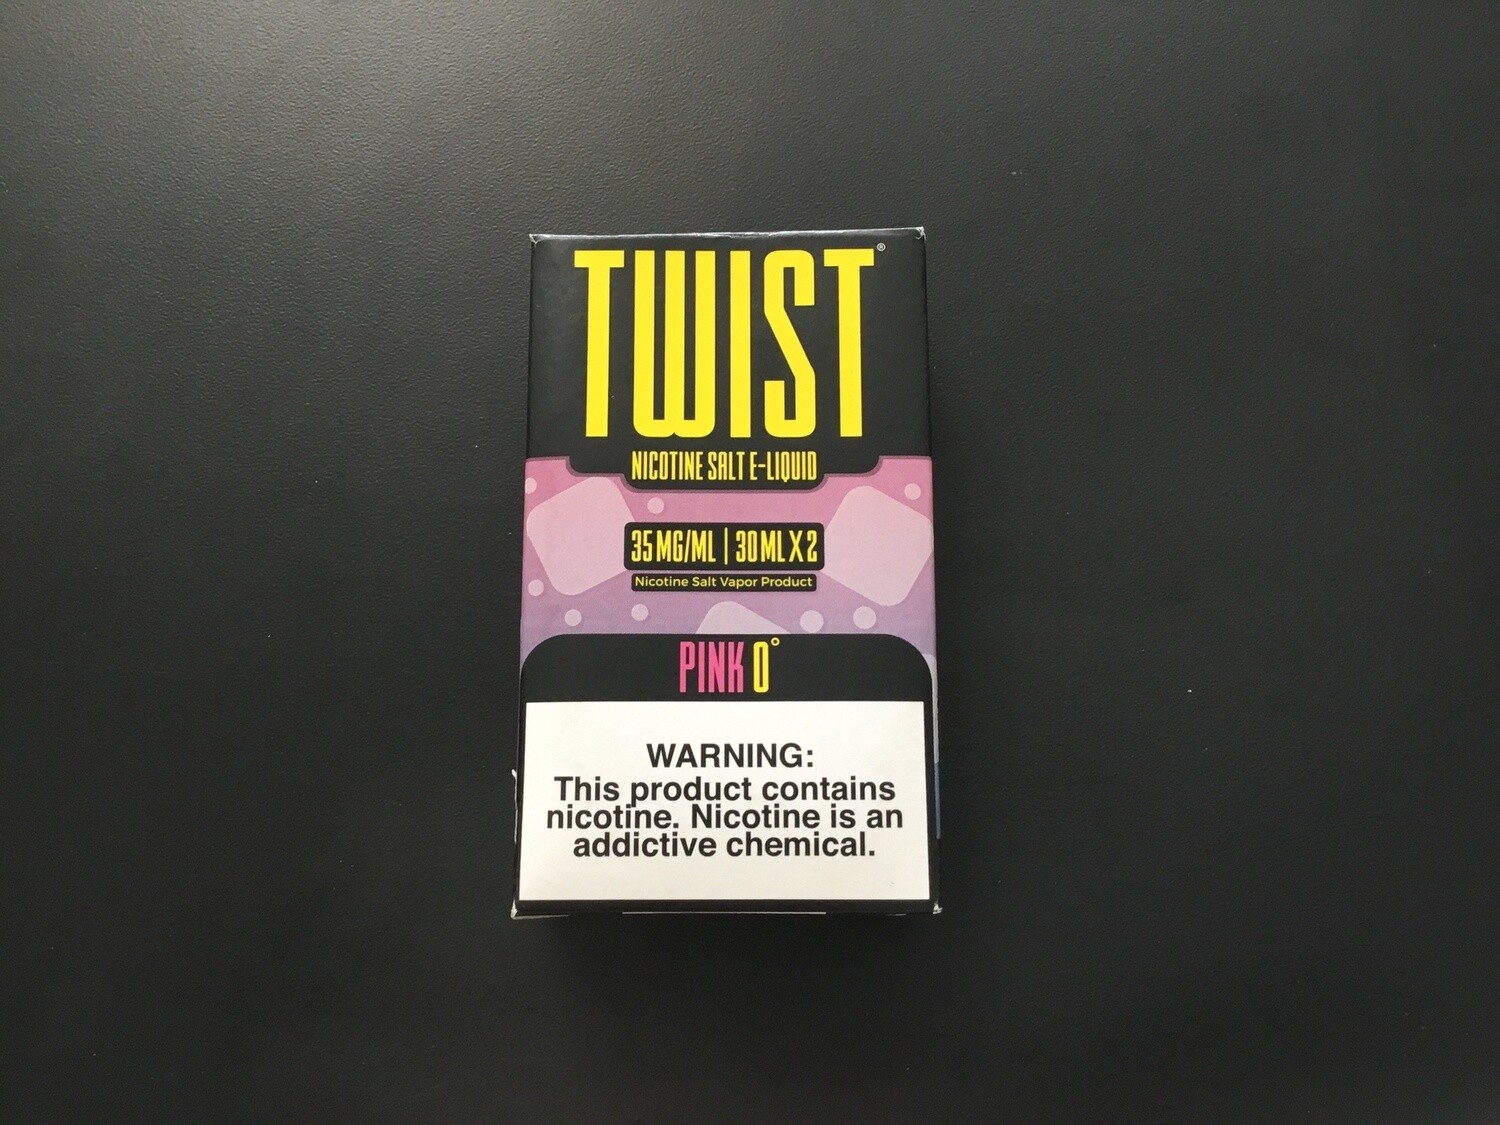 TWIST®
NICOTINE SALT E-LIQUID
35MG/ML | 30ML X 2
Nicotine Salt Vapor Product
PINK 0°
WARNING:
This product contains
nicotine. Nicotine is an
addictive chemical.